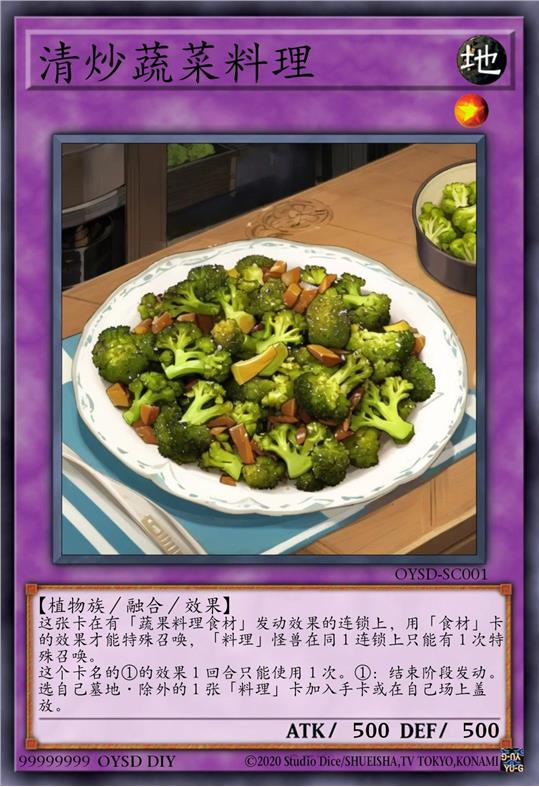 清炒蔬菜料理
地
OYSD-SC001
【植物族／融合／效果】
这张卡在有「蔬果料理食材」发动效果的连锁上，用「食材」卡
的效果才能特殊召唤，「料理」怪兽在同1连锁上只能有1次特
殊召唤。
这个卡名的①的效果1回合只能使用1次。①：结束阶段发动。
选自己墓地·除外的1张「料理」卡加入手卡或在自己场上盖
放。
ATK/ 500 DEF/ 500
99999999 OYSD DIY ©2020 Studio Dice/SHUEISHA,TV TOKYO,KONAMI